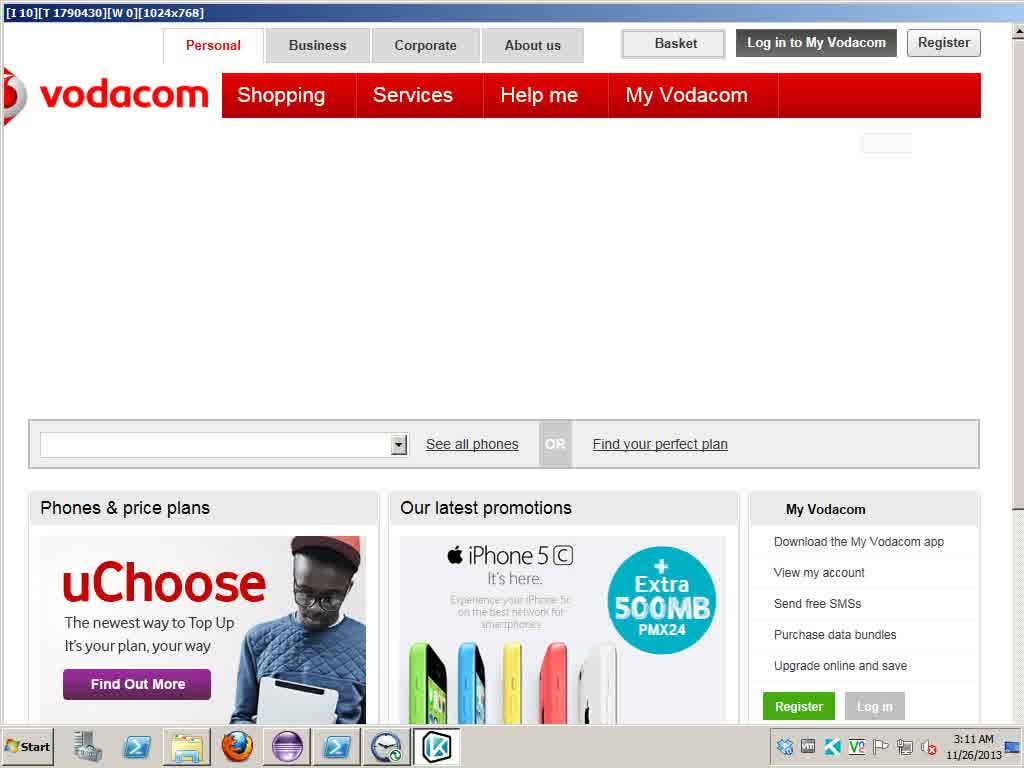 [I 10][T 1790430][W 0][1024x768]
Personal
Business
Corporate
About us
Basket
Log in to My Vodacom
Register
vodacom
Shopping
Services
Help me
My Vodacom
See all phones
OR
Find your perfect plan
Phones & price plans
uChoose
The newest way to Top Up
It's your plan, your way
Find Out More
Our latest promotions
iPhone 5c
It's here.
Experience your iPhone 5c
on the best network for
smartphones
+
Extra
500MB
PMX24
My Vodacom
Download the My Vodacom app
View my account
Send free SMSs
Purchase data bundles
Upgrade online and save
Register
Log in
Start
3:11 AM
11/26/2013